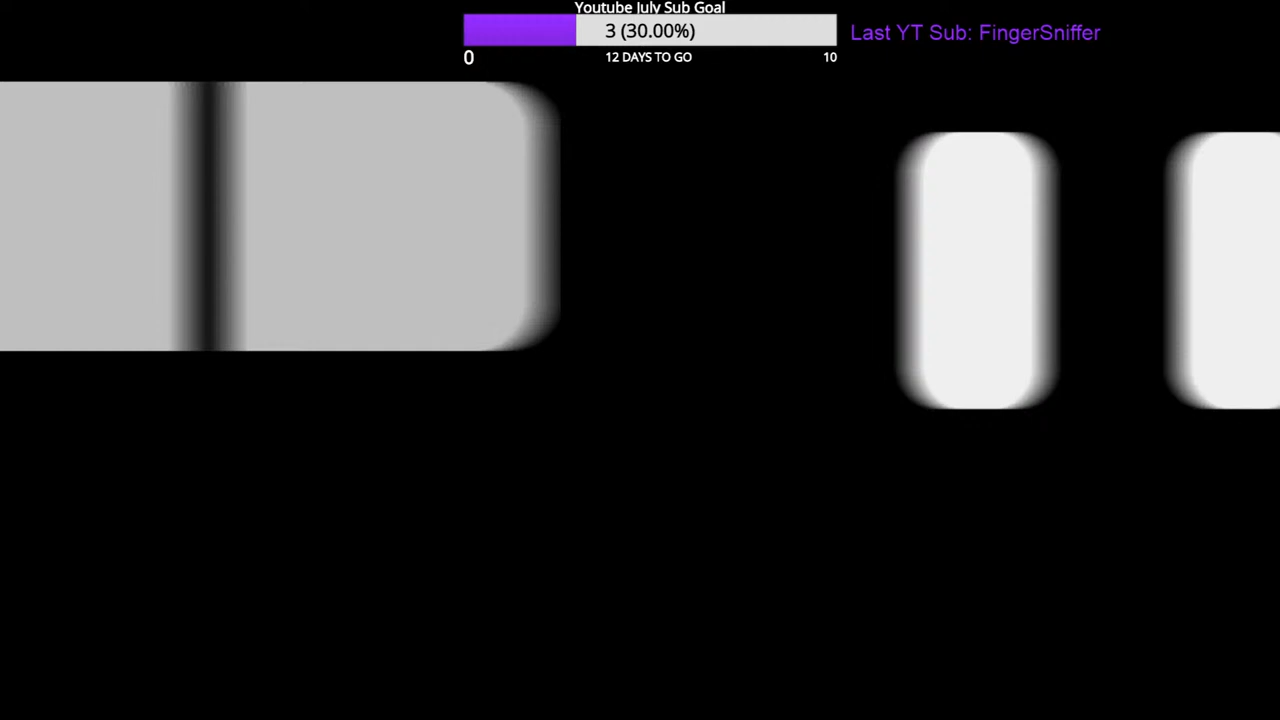 Youtube July Sub Goal
3 (30.00%)
Last YT Sub: FingerSniffer
0
12 DAYS TO GO
10